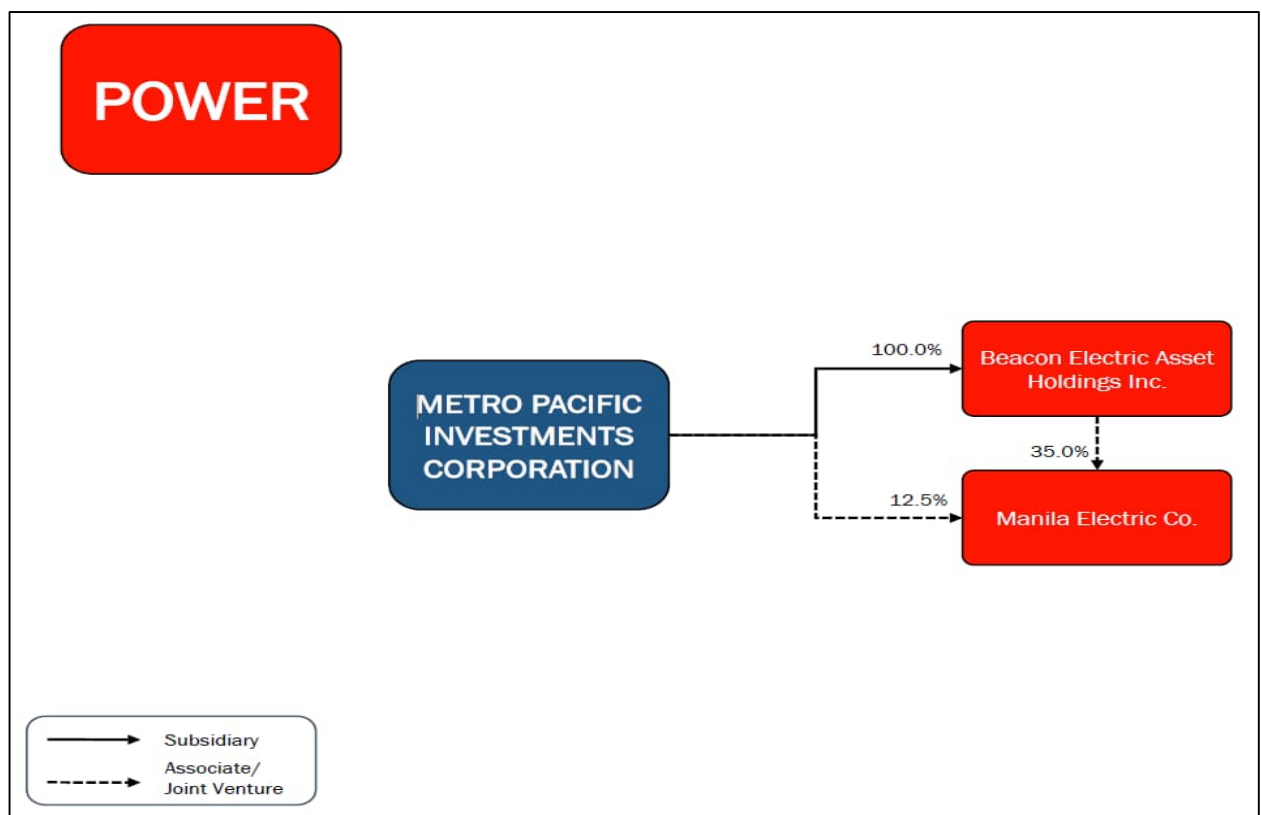 POWER
100.0%
Beacon Electric Asset
Holdings Inc.
METRO PACIFIC
INVESTMENTS
CORPORATION
35.0%
12.5%
Manila Electric Co.
Subsidiary
Associate/
Joint Venture